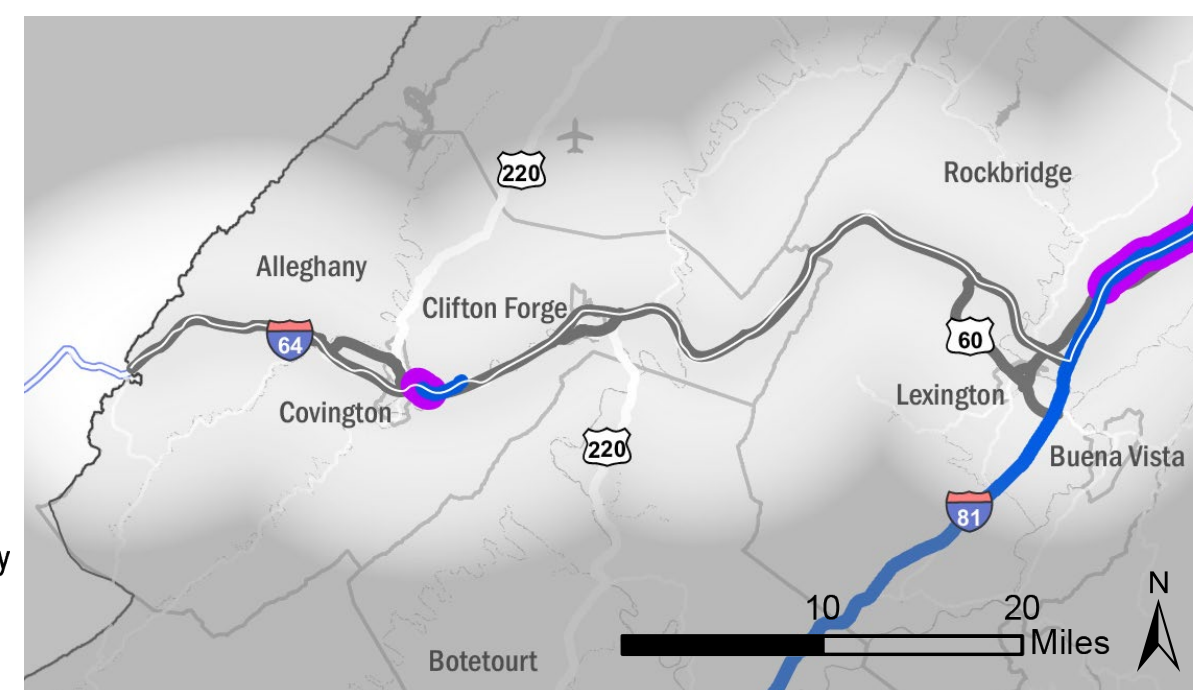 220
Rockbridge
Alleghany
Clifton Forge
64
60
Covington
Lexington
220
Buena Vista
81
y
N
10 20
Miles
Botetourt